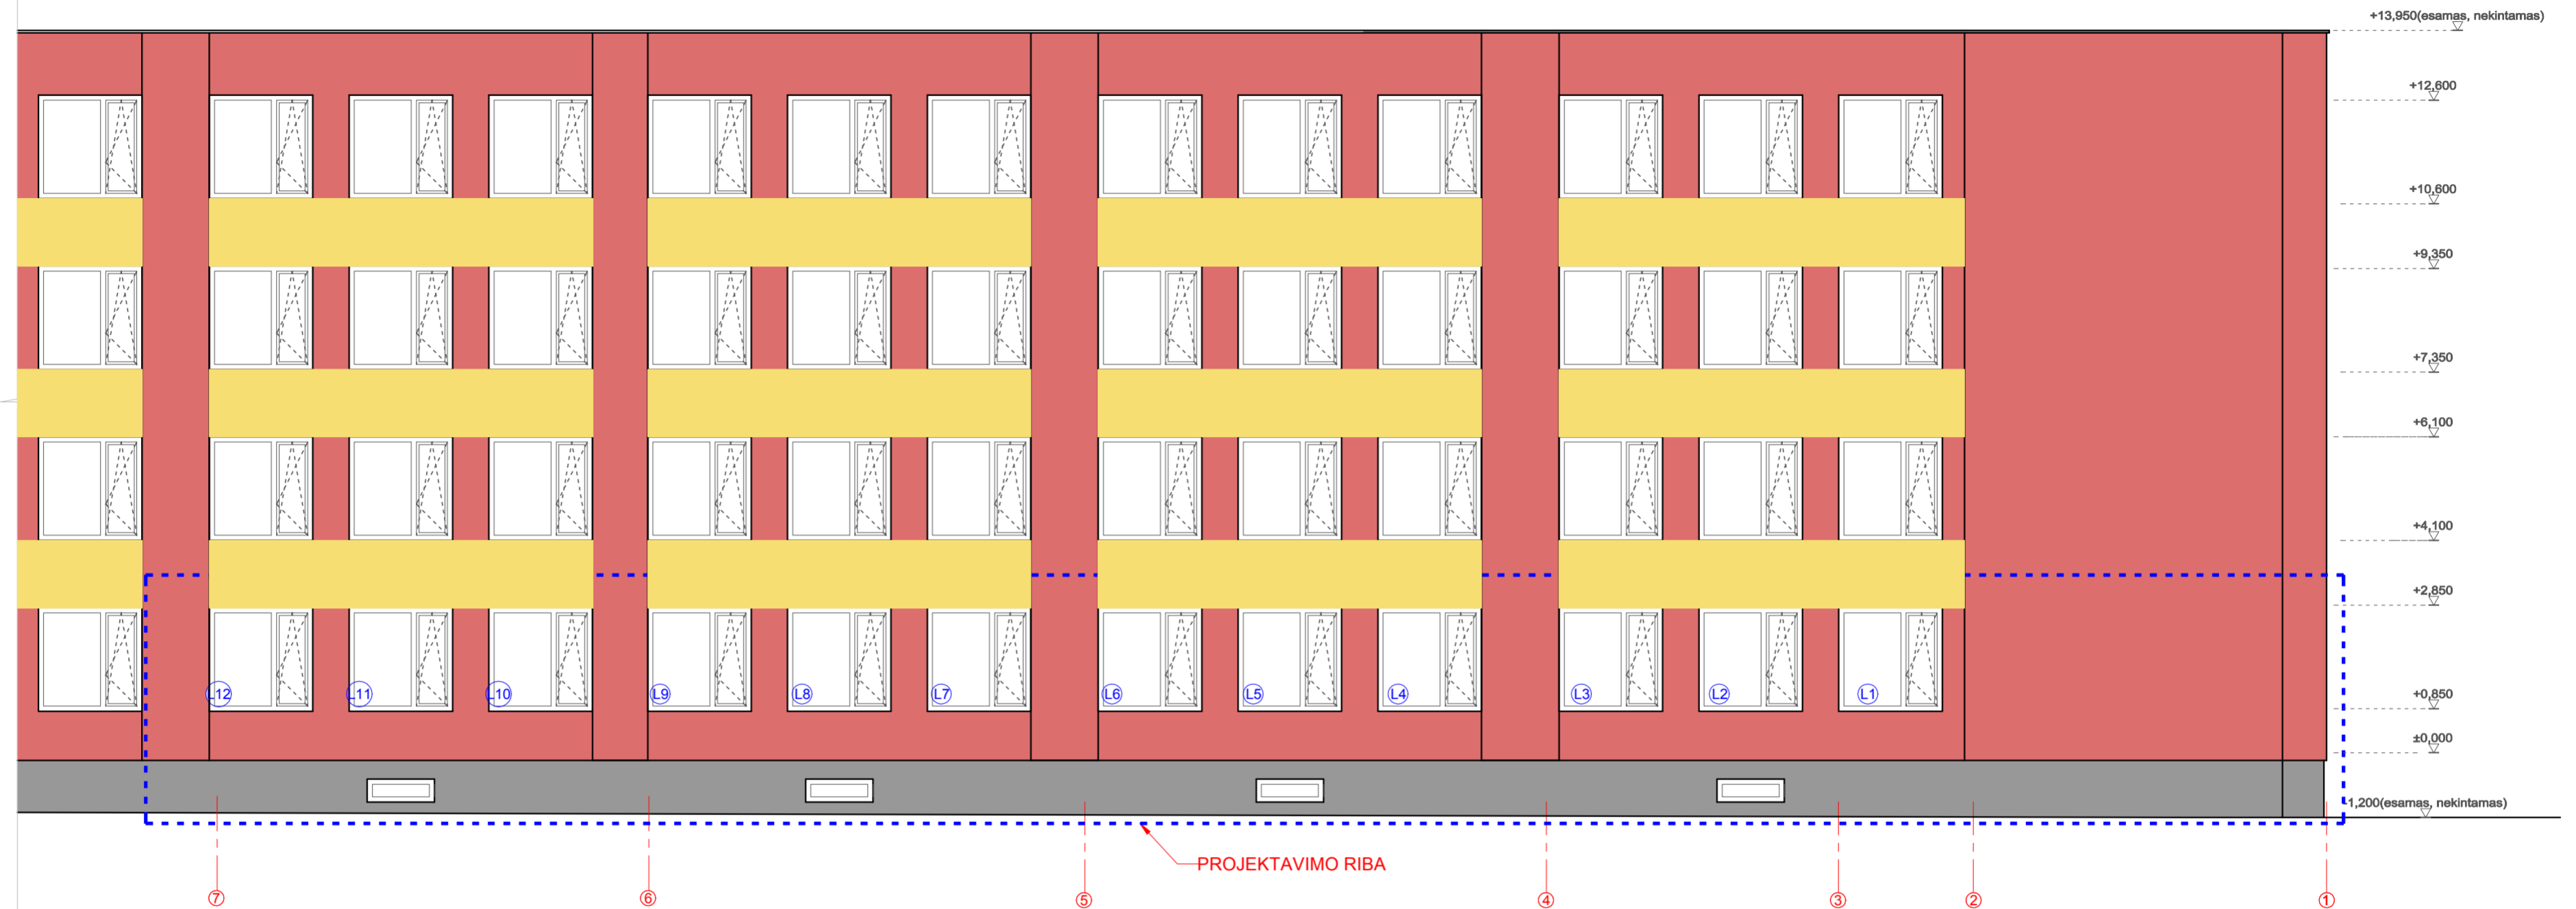 +13,950(esamas, nekintamas)
+12,600
+10,600
+9,350
+7,350
+6,100
+4,100
+2,850
L12 L11 L10 L9 L8 L7 L6 L5 L4 L3 L2 L1
+0,850
±0,000
-1,200(esamas, nekintamas)
PROJEKTAVIMO RIBA
7 6 5 4 3 2 1